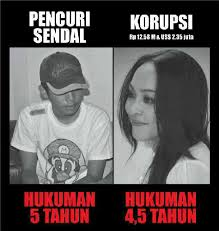 PENCURI
SENDAL
HUKUMAN
5 TAHUN
KORUPSI
Rp 12,58 M & US$ 2,35 juta
HUKUMAN
4,5 TAHUN